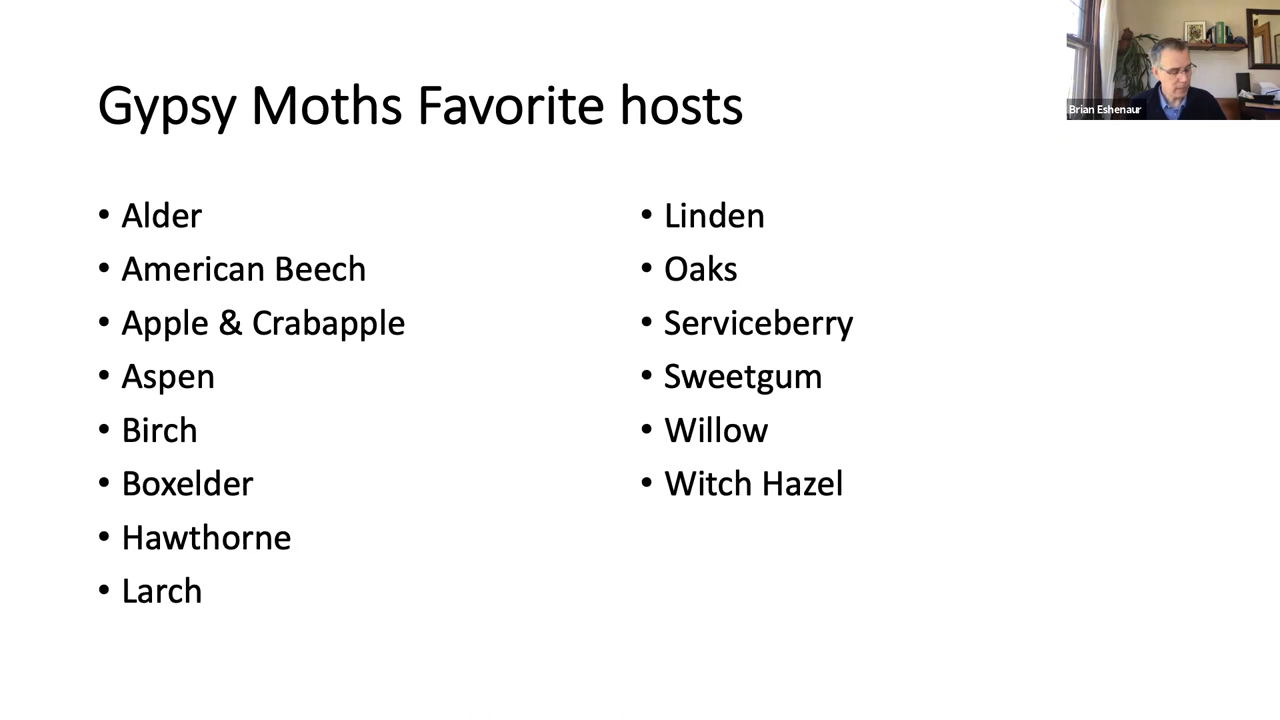 Gypsy Moths Favorite hosts
Brian Eshenaur
• Alder
• American Beech
• Apple & Crabapple
• Aspen
• Birch
• Boxelder
• Hawthorne
• Larch
• Linden
• Oaks
• Serviceberry
• Sweetgum
• Willow
• Witch Hazel